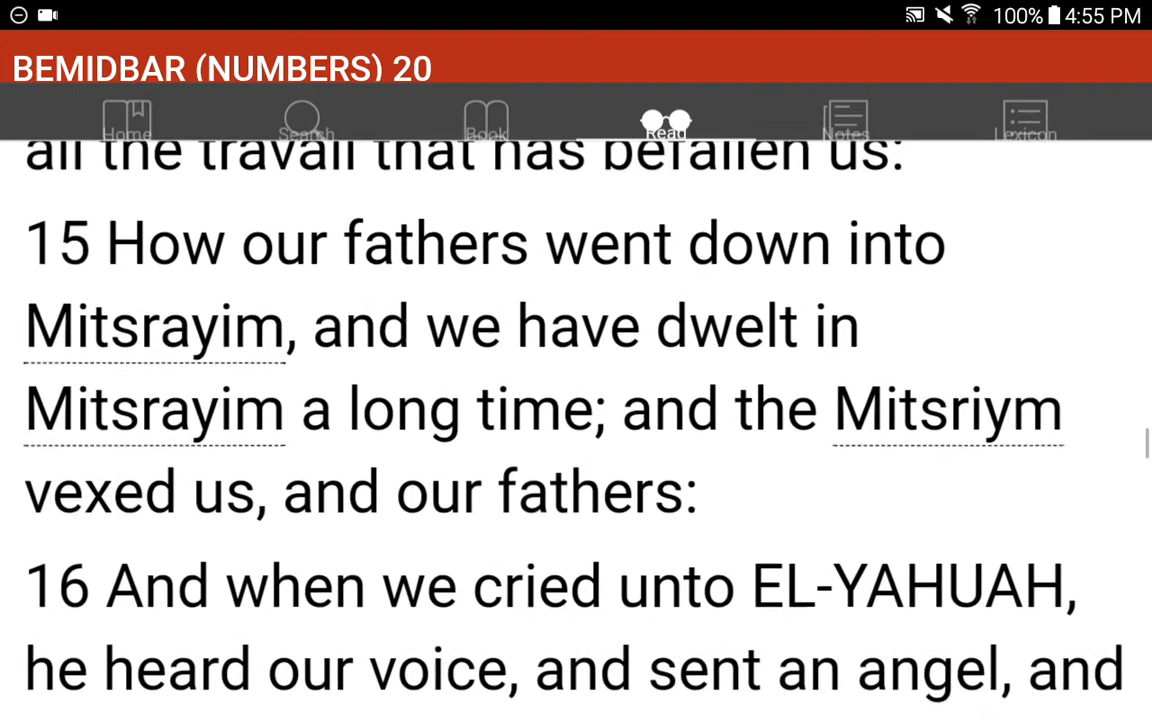 100% 4:55 PM
BEMIDBAR (NUMBERS) 20
Home Search Book Read Notes Lexicon
all the travail that has befallen us:
15 How our fathers went down into
Mitsrayim, and we have dwelt in
Mitsrayim a long time; and the Mitsriym
vexed us, and our fathers:
16 And when we cried unto EL-YAHUAH,
he heard our voice, and sent an angel, and